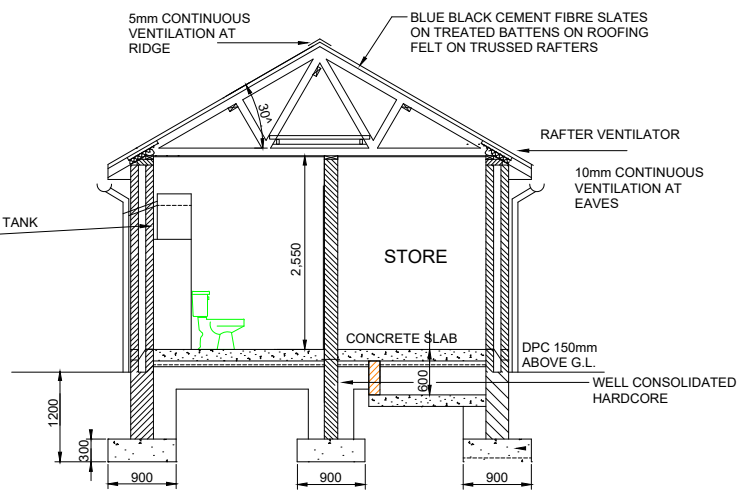 5mm CONTINUOUS
VENTILATION AT
RIDGE
BLUE BLACK CEMENT FIBRE SLATES
ON TREATED BATTENS ON ROOFING
FELT ON TRUSSED RAFTERS
30^
RAFTER VENTILATOR
10mm CONTINUOUS
VENTILATION AT
EAVES
TANK
2,550
STORE
CONCRETE SLAB
DPC 150mm
ABOVE G.L.
600
WELL CONSOLIDATED
HARDCORE
1200
300
900
900
900